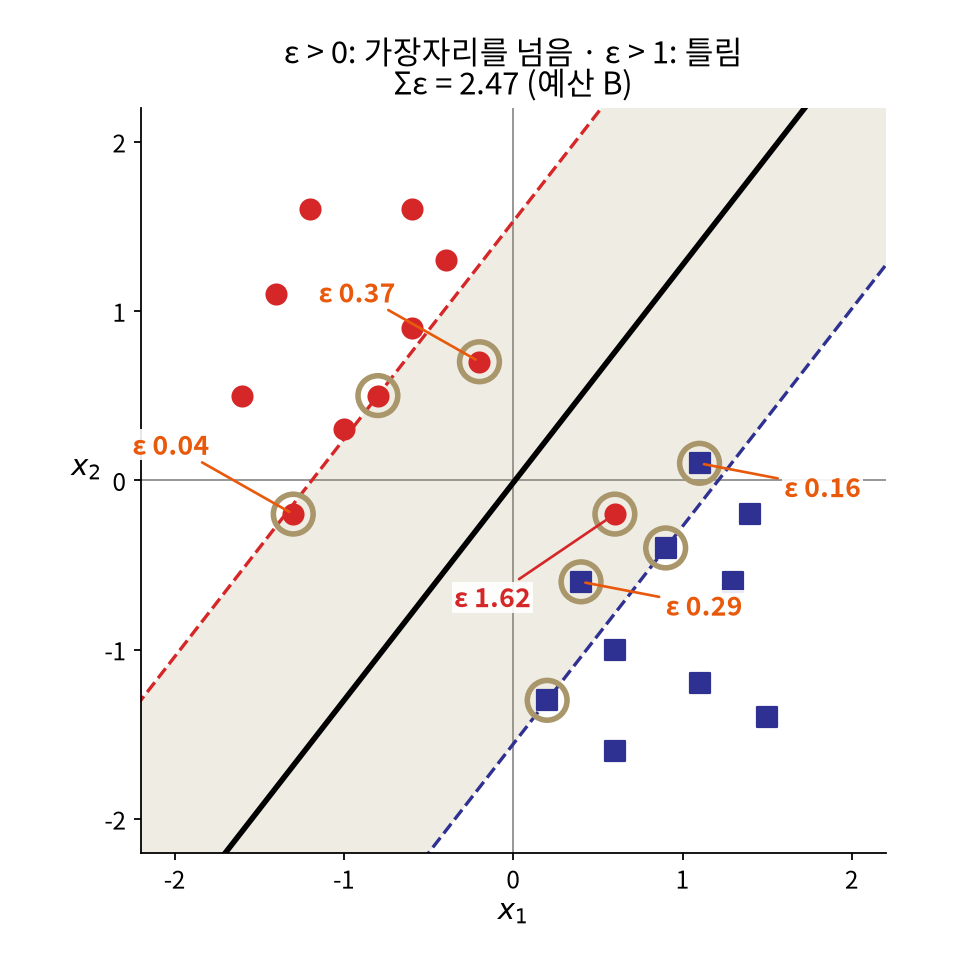 ε > 0: 가장자리를 넘음 · ε > 1: 틀림
Σε = 2.47 (예산 B)
2
ε 0.37
1
ε 0.04
x₂
0
ε 0.16
ε 1.62
ε 0.29
-1
-2
-2 -1 0 1 2
x₁